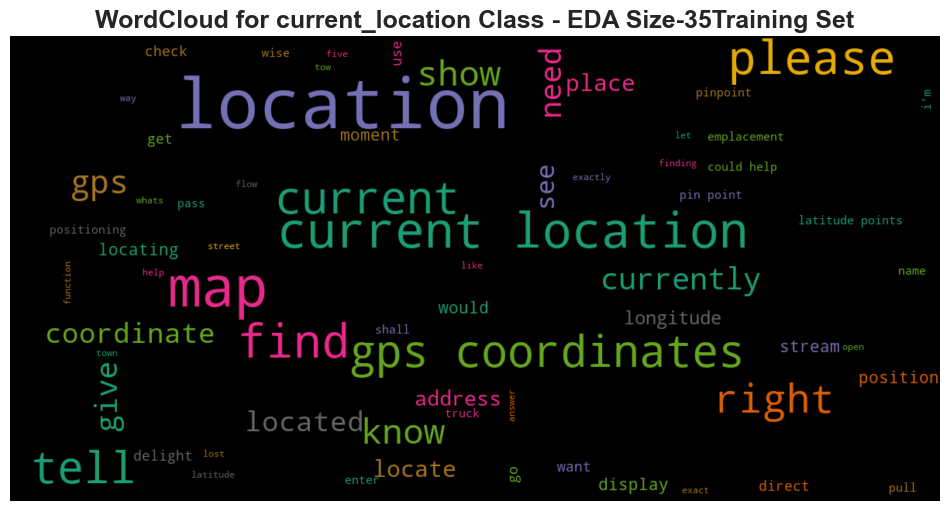 WordCloud for current_location Class - EDA Size-35Training Set
check
wise
five
tow
use
show
need
place
please
pinpoint
i'm
way
location
get
moment
let
emplacement
finding
could help
gps
whats
pass
flow
see
exactly
pin point
current
latitude points
positioning
locating
street
current location
function
help
map
like
currently
name
would
longitude
coordinate
find
shall
gps coordinates
stream
open
town
give
address
truck
answer
right
position
located
know
tell
delight
lost
latitude
enter
locate
go
want
display
exact
direct
pull